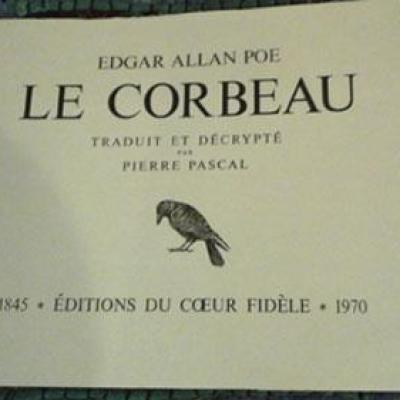 EDGAR ALLAN POE
LE CORBEAU
TRADUIT ET DÉCRYPTÉ
PAR
PIERRE PASCAL
1845 * ÉDITIONS DU CŒUR FIDÈLE * 1970